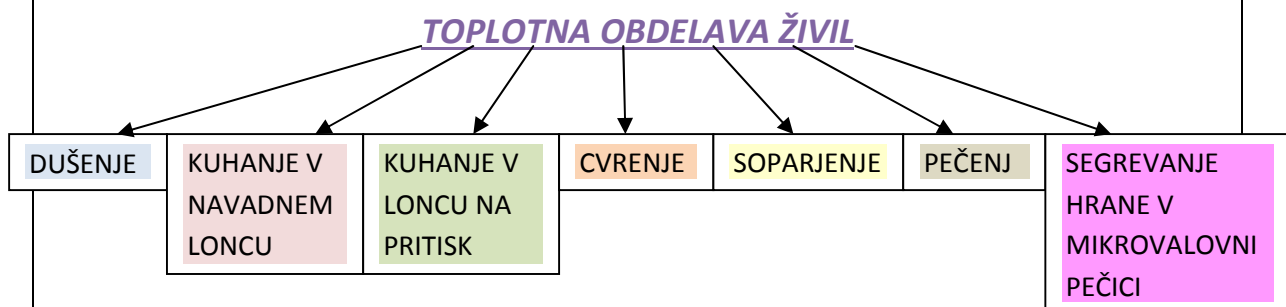 TOPLOTNA OBDELAVA ŽIVIL
DUŠENJE
KUHANJE V
NAVADNEM
LONCU
KUHANJE V
LONCU NA
PRITISK
CVRENJE
SOPARJENJE
PEČENJ
SEGREVANJE
HRANE V
MIKROVALOVNI
PEČICI